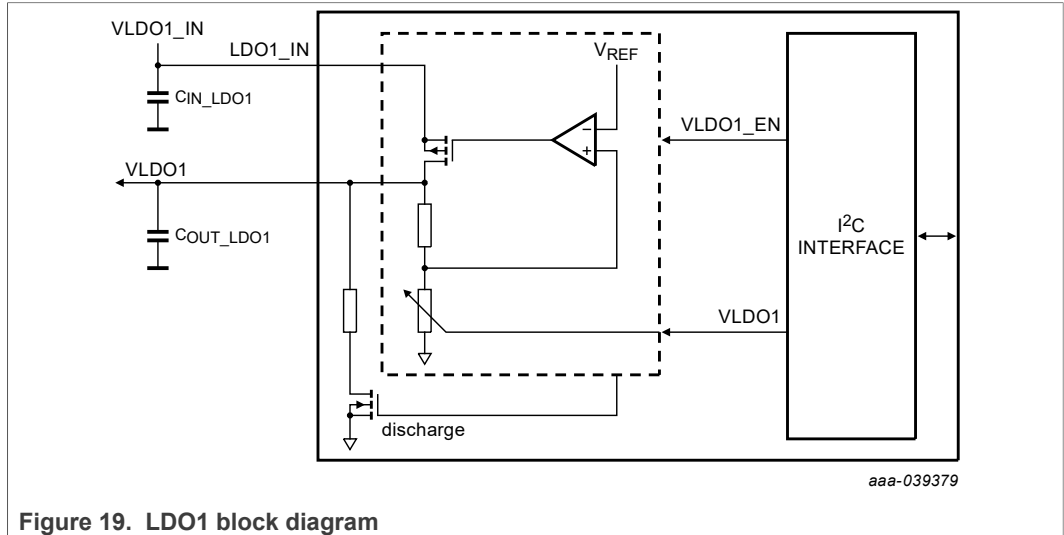 VLDO1_IN
LDO1_IN
VREF
CIN_LDO1
−
+
VLDO1_EN
VLDO1
COUT_LDO1
I2C
INTERFACE
VLDO1
discharge
aaa-039379
Figure 19. LDO1 block diagram